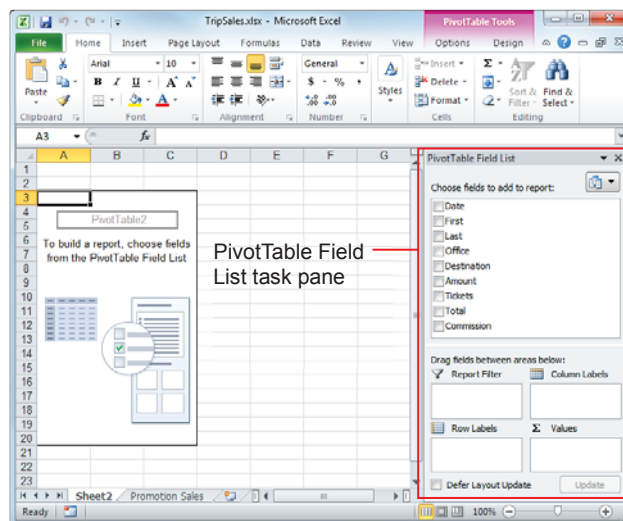 TripSales.xlsx - Microsoft Excel
PivotTable Tools
File Home Insert Page Layout Formulas Data Review View Options Design
Paste
Arial 10
B I U A A
General
$ % ,
Styles
Insert
Delete
Format
Σ
Sort & Filter
Find & Select
Clipboard Font Alignment Number Cells Editing
A3 fx
A B C D E F G
1
2
3
4
5
6
7
8
9
10
11
12
13
14
15
16
17
18
19
20
21
22
23
PivotTable2
To build a report, choose fields
from the PivotTable Field List
PivotTable Field
List task pane
PivotTable Field List
Choose fields to add to report:
Date
First
Last
Office
Destination
Amount
Tickets
Total
Commission
Drag fields between areas below:
Report Filter Column Labels
Row Labels Σ Values
Defer Layout Update Update
Sheet2 Promotion Sales
Ready 100%